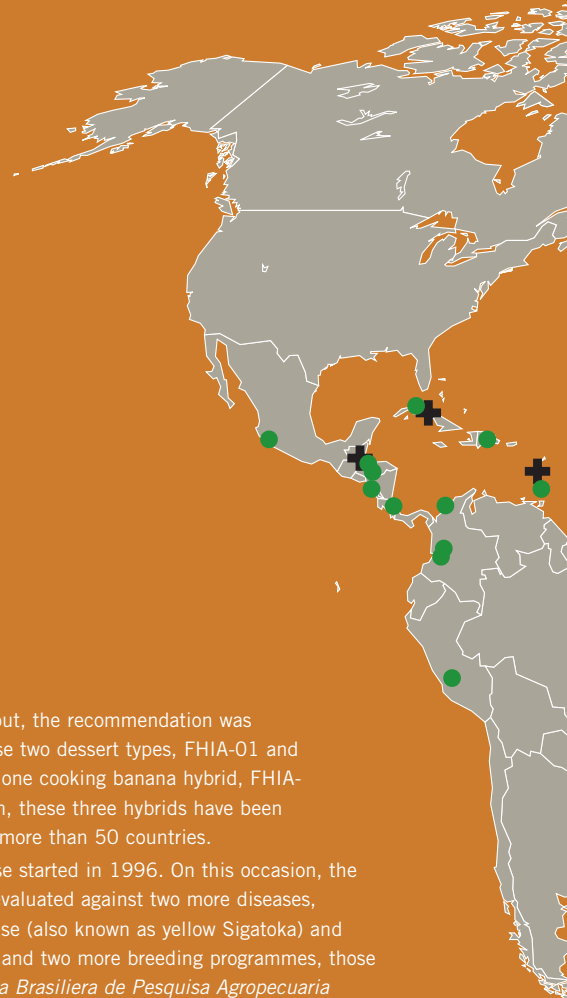 out, the recommendation was
se two dessert types, FHIA-01 and
one cooking banana hybrid, FHIA-
n, these three hybrids have been
more than 50 countries.
se started in 1996. On this occasion, the
evaluated against two more diseases,
se (also known as yellow Sigatoka) and
and two more breeding programmes, those
a Brasiliera de Pesquisa Agropecuaria